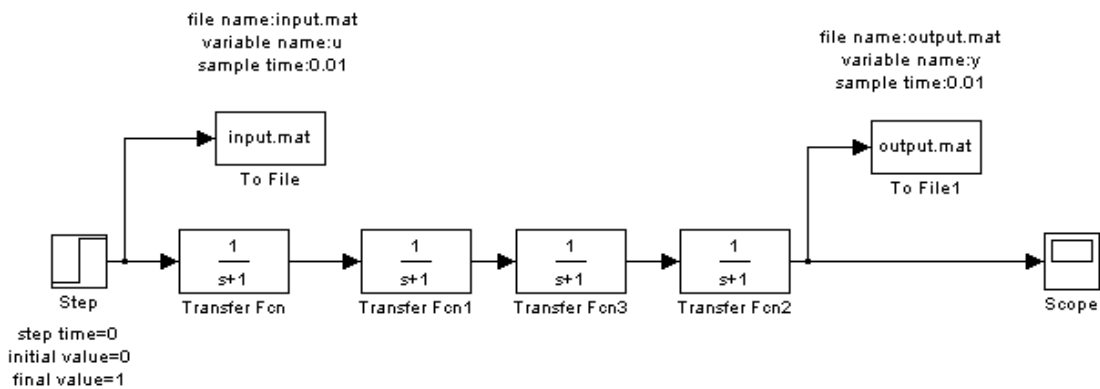 file name:input.mat
variable name:u
sample time:0.01
file name:output.mat
variable name:y
sample time:0.01
input.mat
To File
output.mat
To File1
Step
step time=0
initial value=0
final value=1
1
s+1
Transfer Fcn
1
s+1
Transfer Fcn1
1
s+1
Transfer Fcn3
1
s+1
Transfer Fcn2
Scope